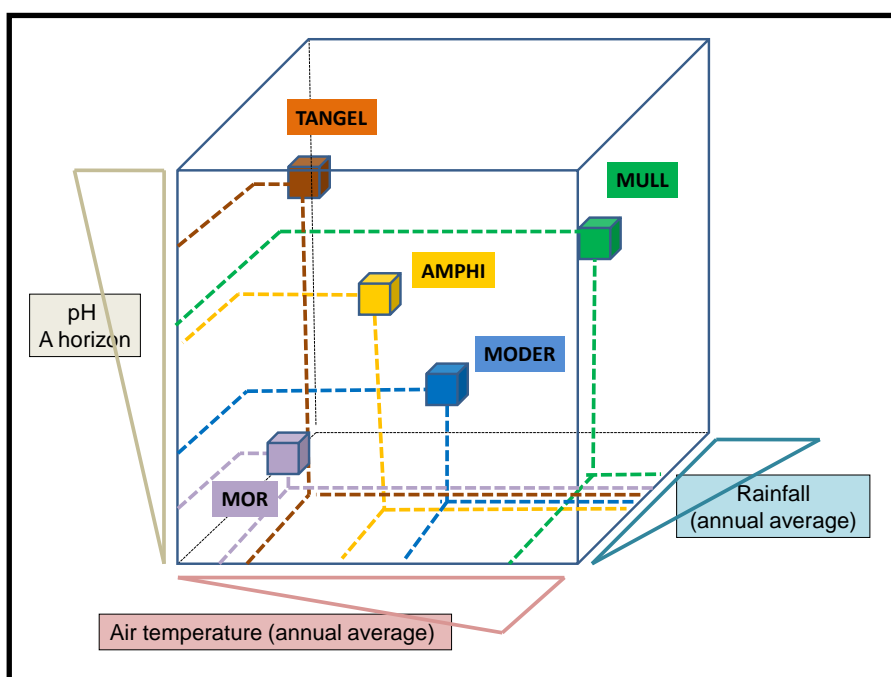 TANGEL
MULL
AMPHI
pH
A horizon
MODER
MOR
Rainfall
(annual average)
Air temperature (annual average)